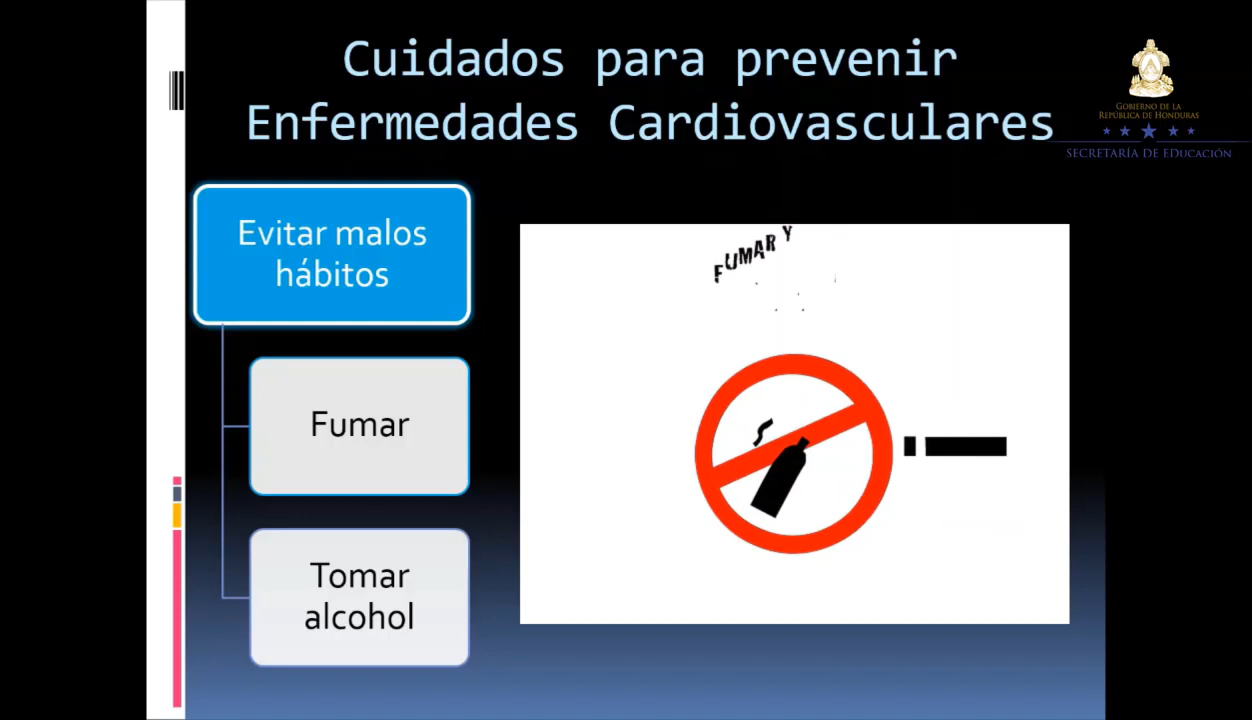 Cuidados para prevenir
Enfermedades Cardiovasculares
GOBIERNO DE LA
REPÚBLICA DE HONDURAS
SECRETARÍA DE EDUCACIÓN
Evitar malos
hábitos
Fumar
Tomar
alcohol
FUMAR Y